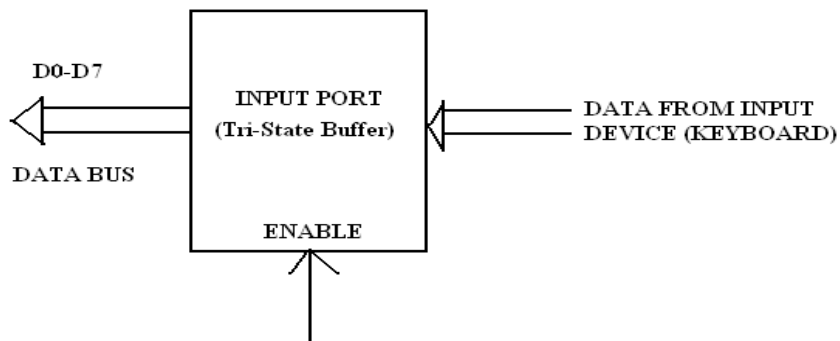 D0-D7
DATA BUS
INPUT PORT
(Tri-State Buffer)
ENABLE
DATA FROM INPUT
DEVICE (KEYBOARD)